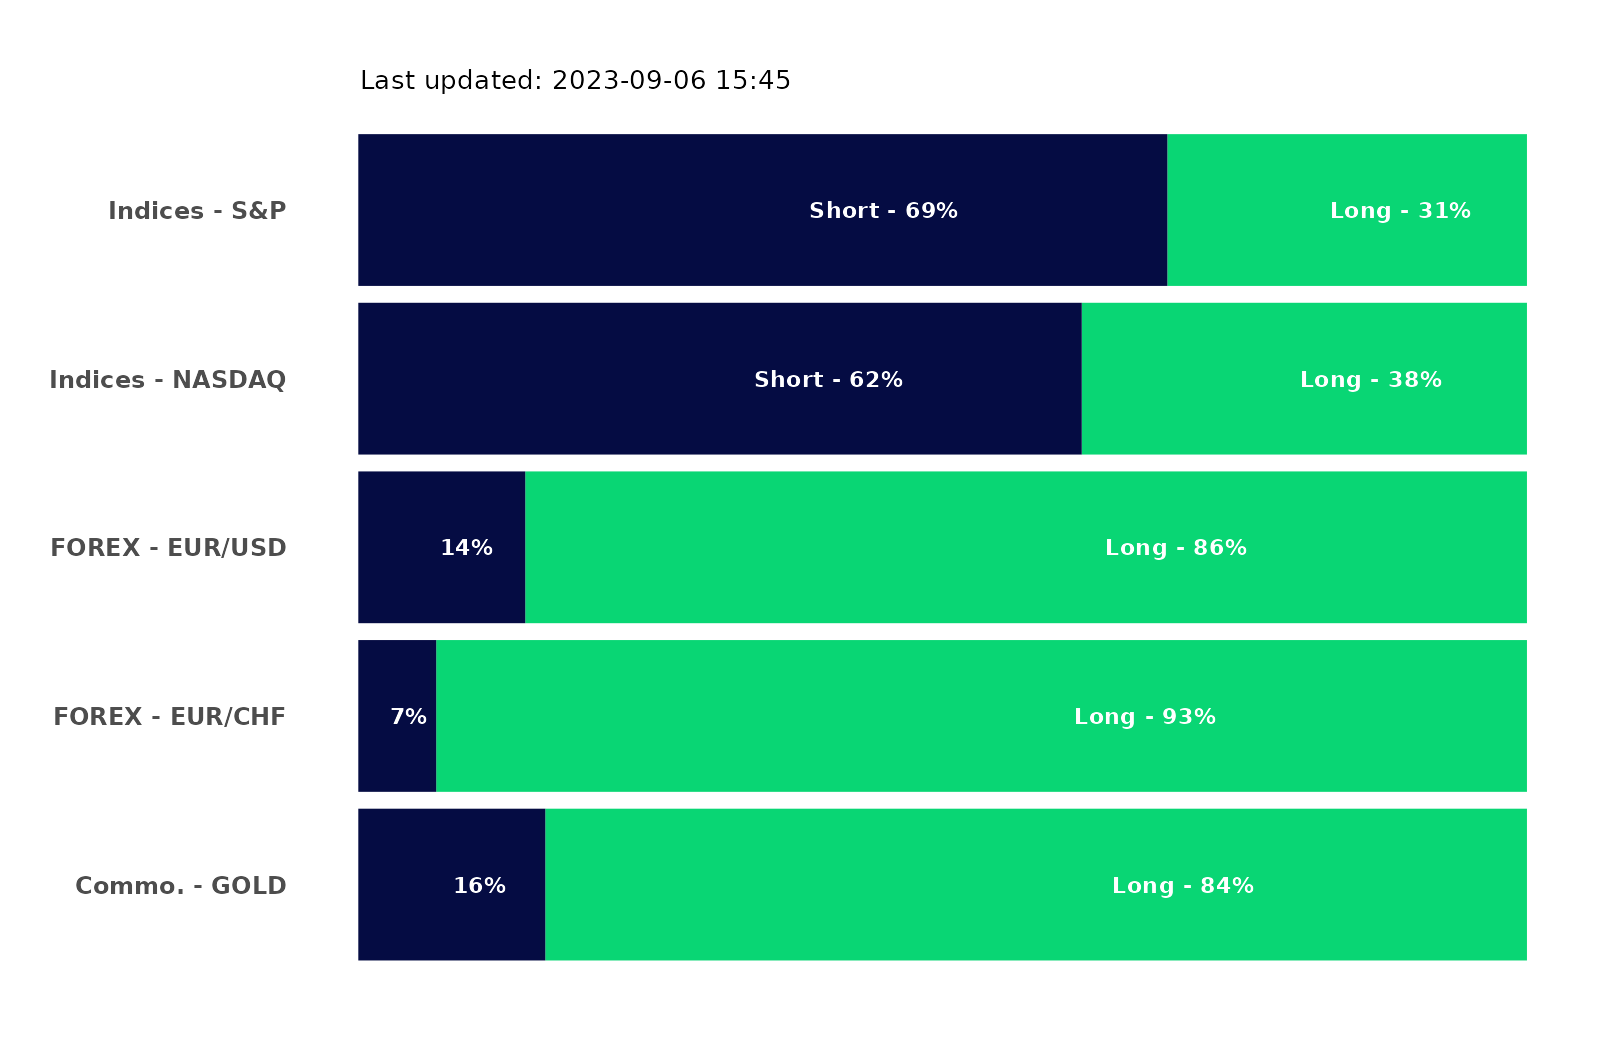 Last updated: 2023-09-06 15:45
Indices - S&P
Short - 69%
Long - 31%
Indices - NASDAQ
Short - 62%
Long - 38%
FOREX - EUR/USD
14%
Long - 86%
FOREX - EUR/CHF
7%
Long - 93%
Commo. - GOLD
16%
Long - 84%